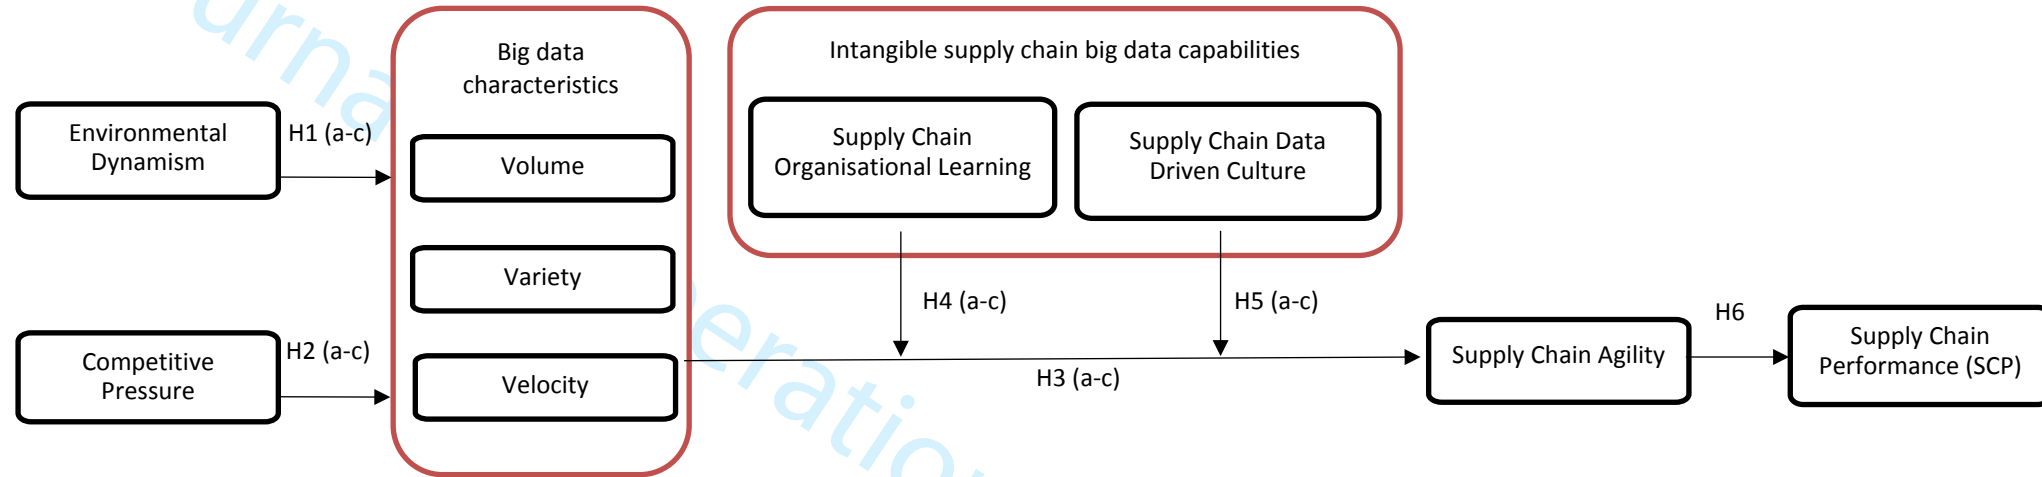 Big data
characteristics
Intangible supply chain big data capabilities
Environmental
Dynamism
H1 (a-c)
Volume
Supply Chain
Organisational Learning
Supply Chain Data
Driven Culture
Variety
H4 (a-c)
H5 (a-c)
Competitive
Pressure
H2 (a-c)
Velocity
H3 (a-c)
Supply Chain Agility
H6
Supply Chain
Performance (SCP)
urna
eration